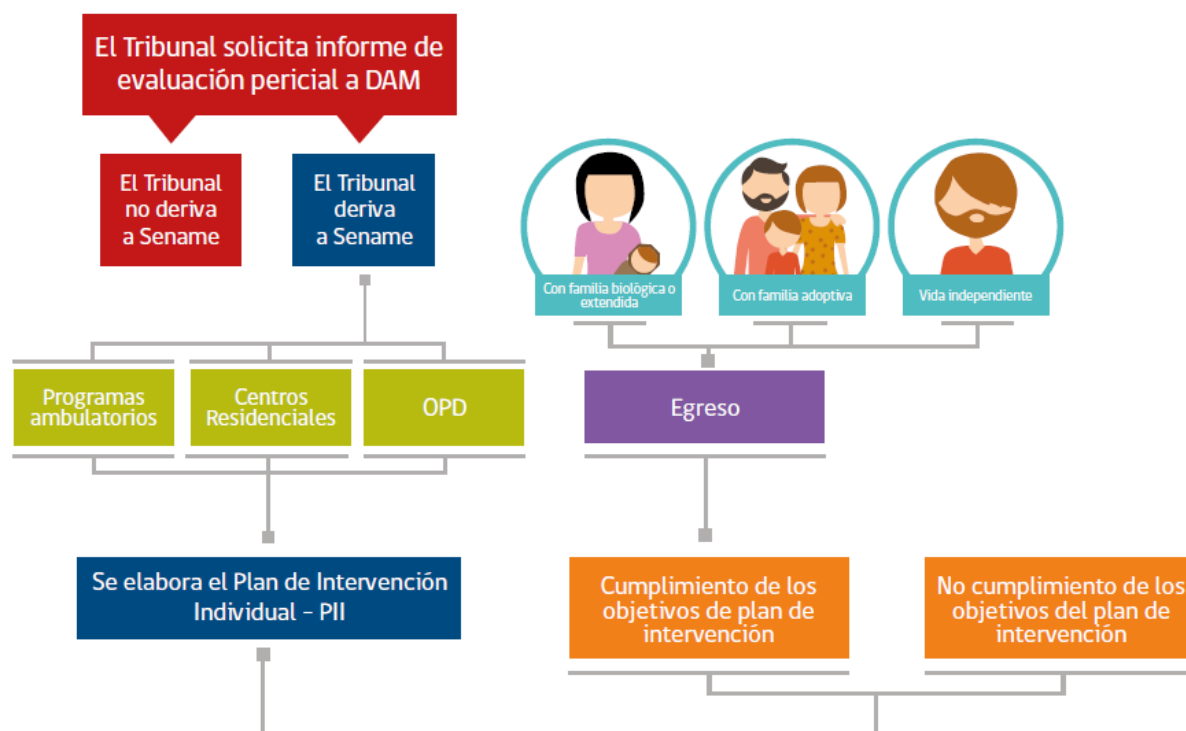 El Tribunal solicita informe de
evaluación pericial a DAM
El Tribunal
no deriva
a Sename
El Tribunal
deriva
a Sename
Programas
ambulatorios
Centros
Residenciales
OPD
Se elabora el Plan de Intervención
Individual - PII
Con familia biológica o
extendida
Con familia adoptiva
Vida independiente
Egreso
Cumplimiento de los
objetivos de plan de
intervención
No cumplimiento de los
objetivos del plan de
intervención